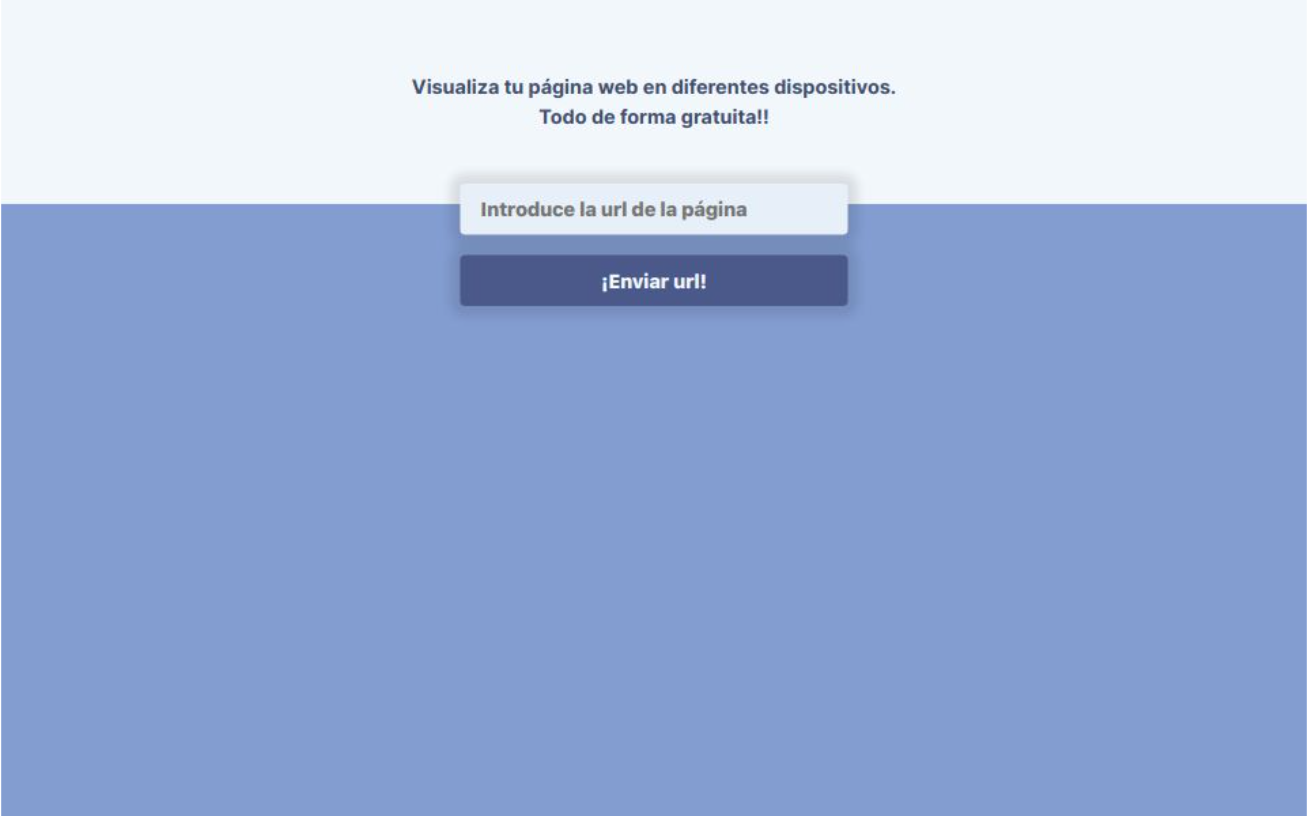 Visualiza tu página web en diferentes dispositivos.
Todo de forma gratuita!!
Introduce la url de la página
¡Enviar url!